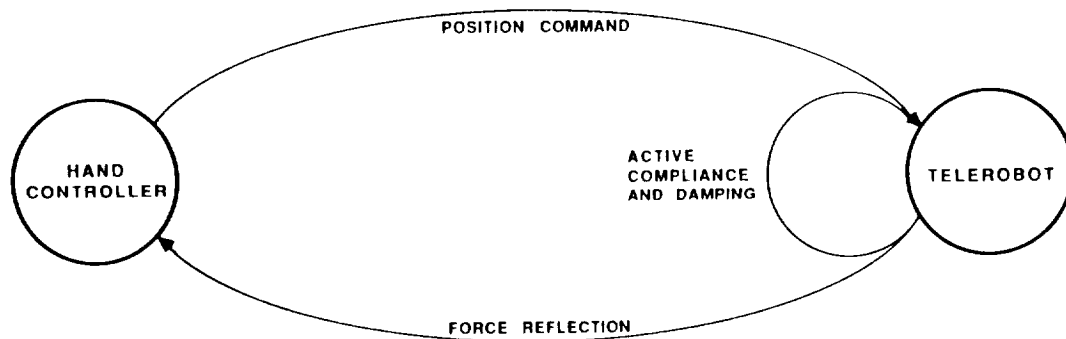 POSITION COMMAND
HAND
CONTROLLER
ACTIVE
COMPLIANCE
AND DAMPING
TELEROBOT
FORCE REFLECTION